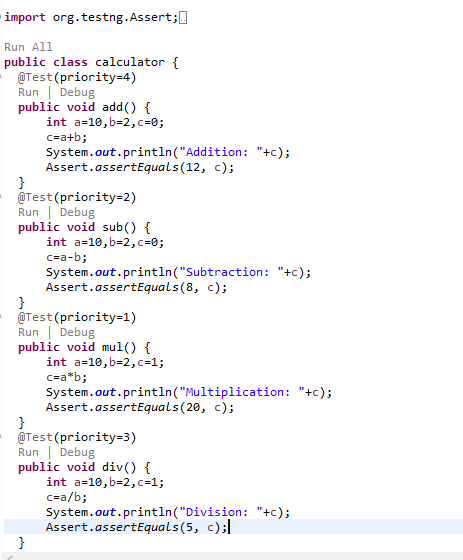 import org.testng.Assert;
Run All
public class calculator {
@Test(priority=4)
Run | Debug
public void add() {
int a=10,b=2,c=0;
c=a+b;
System.out.println("Addition: "+c);
Assert.assertEquals(12, c);
}
@Test(priority=2)
Run | Debug
public void sub() {
int a=10,b=2,c=0;
c=a-b;
System.out.println("Subtraction: "+c);
Assert.assertEquals(8, c);
}
@Test(priority=1)
Run | Debug
public void mul() {
int a=10,b=2,c=1;
c=a*b;
System.out.println("Multiplication: "+c);
Assert.assertEquals(20, c);
}
@Test(priority=3)
Run | Debug
public void div() {
int a=10,b=2,c=1;
c=a/b;
System.out.println("Division: "+c);
Assert.assertEquals(5, c);
}